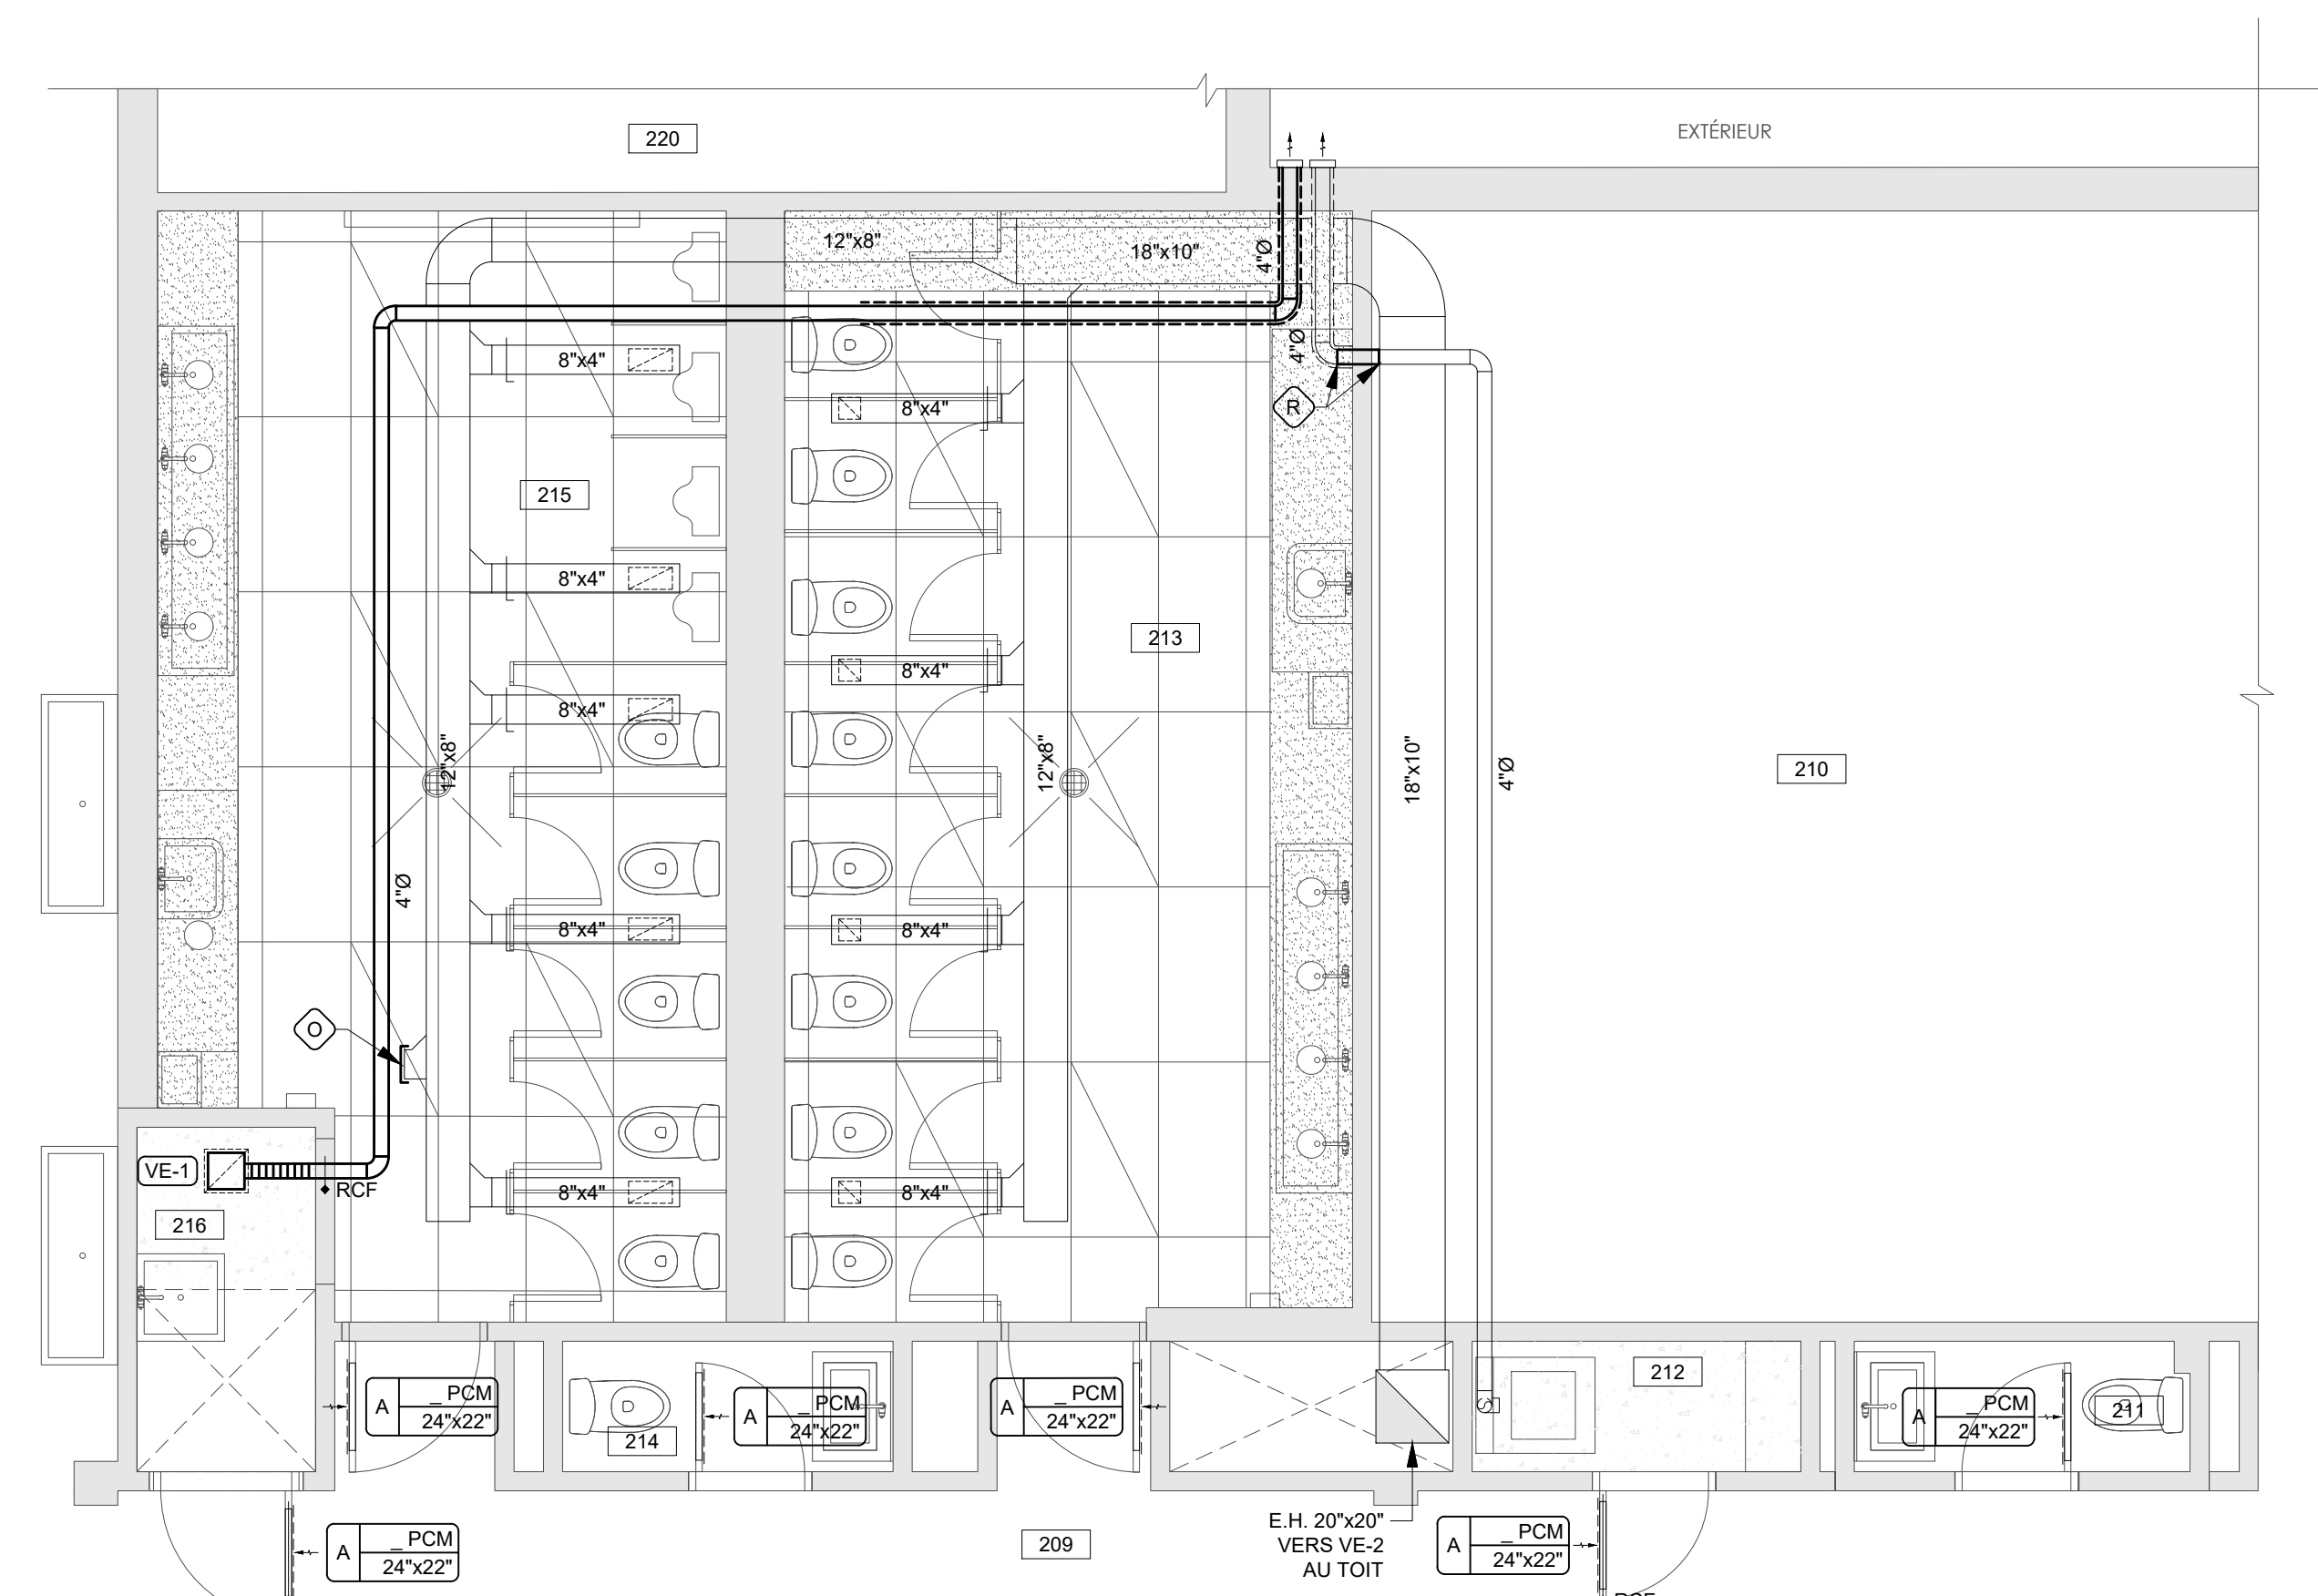 EXTÉRIEUR
220
12"x8"
18"x10"
4"Ø
4"Ø
8"x4"
8"x4"
R
215
8"x4"
213
8"x4"
8"x4"
12"x8"
12"x8"
18"x10"
4"Ø
210
4"Ø
8"x4"
8"x4"
O
VE-1
RCF
8"x4"
8"x4"
216
212
A
_ PCM
24"x22"
A
_ PCM
24"x22"
A
_ PCM
24"x22"
S
A
_ PCM
24"x22"
211
214
E.H. 20"x20"
VERS VE-2
AU TOIT
209
A
_ PCM
24"x22"
A
_ PCM
24"x22"
RCF